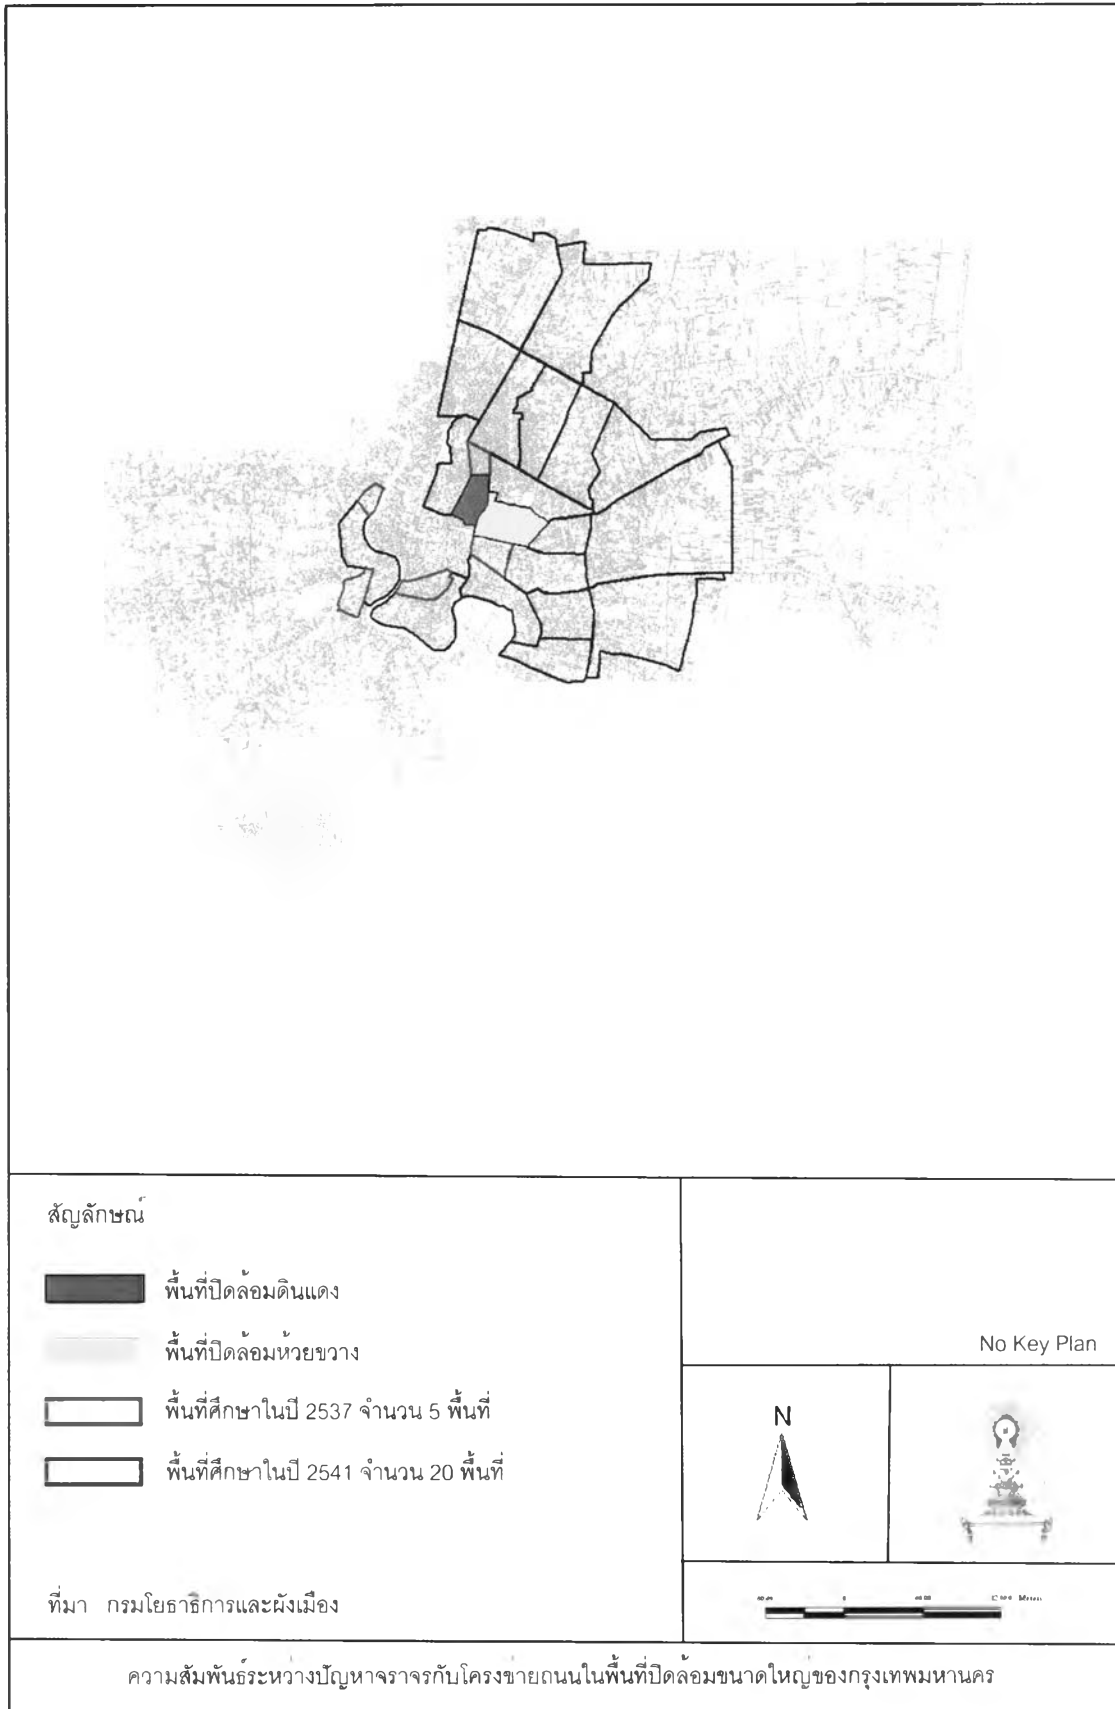 สัญลักษณ์
พื้นที่ปิดล้อมดินแดง
พื้นที่ปิดล้อมห้วยขวาง
พื้นที่ศึกษาในปี 2537 จำนวน 5 พื้นที่
พื้นที่ศึกษาในปี 2541 จำนวน 20 พื้นที่
ที่มา กรมโยธาธิการและผังเมือง
No Key Plan
N
0
Meters
ความสัมพันธ์ระหว่างปัญหาจราจรกับโครงข่ายถนนในพื้นที่ปิดล้อมขนาดใหญ่ของกรุงเทพมหานคร